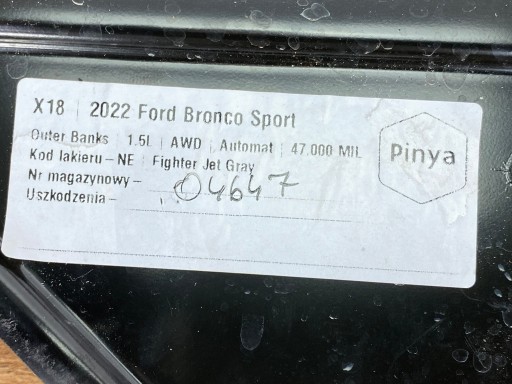 X18 | 2022 Ford Bronco Sport
Outer Banks | 1.5L | AWD | Automat | 47.000 MIL
Kod lakieru – NE | Fighter Jet Gray
Nr magazynowy – 04647
Uszkodzenia –
Pinya